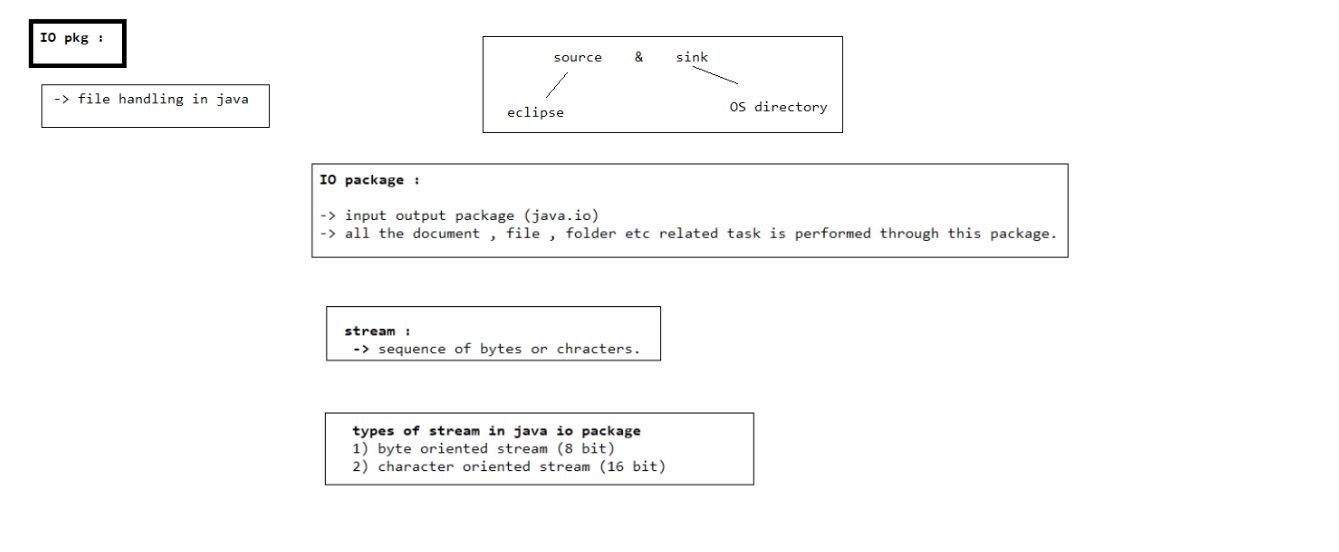 IO pkg :
-> file handling in java
source & sink
eclipse
OS directory
IO package :
-> input output package (java.io)
-> all the document , file , folder etc related task is performed through this package.
stream :
-> sequence of bytes or chracters.
types of stream in java io package
1) byte oriented stream (8 bit)
2) character oriented stream (16 bit)